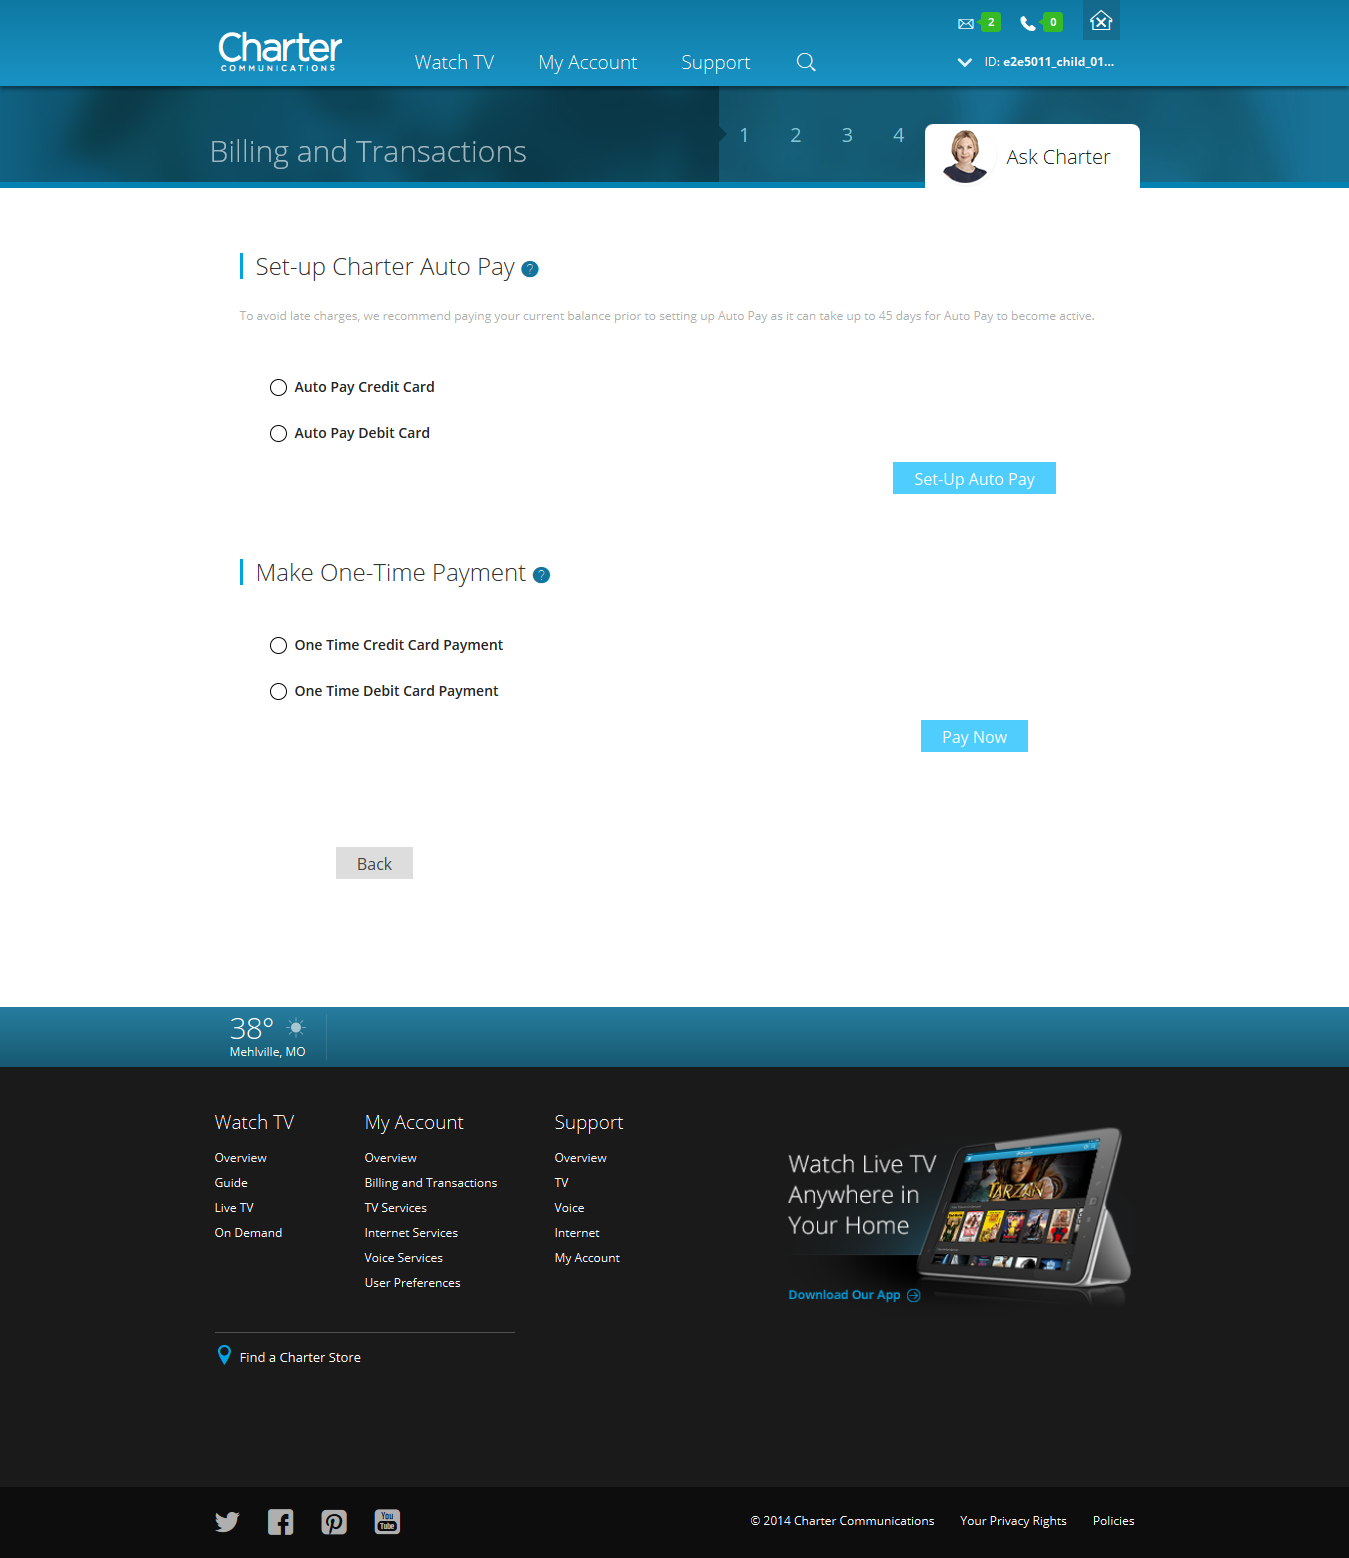 2
0
Charter
COMMUNICATIONS
Watch TV
My Account
Support
ID: e2e5011_child_01...
Billing and Transactions
1
2
3
4
Ask Charter
Set-up Charter Auto Pay ?
To avoid late charges, we recommend paying your current balance prior to setting up Auto Pay as it can take up to 45 days for Auto Pay to become active.
Auto Pay Credit Card
Auto Pay Debit Card
Set-Up Auto Pay
Make One-Time Payment ?
One Time Credit Card Payment
One Time Debit Card Payment
Pay Now
Back
38°
Mehlville, MO
Watch TV
Overview
Guide
Live TV
On Demand
My Account
Overview
Billing and Transactions
TV Services
Internet Services
Voice Services
User Preferences
Support
Overview
TV
Voice
Internet
My Account
Watch Live TV
Anywhere in
Your Home
TARZAN
Download Our App
Find a Charter Store
You
Tube
© 2014 Charter Communications
Your Privacy Rights
Policies